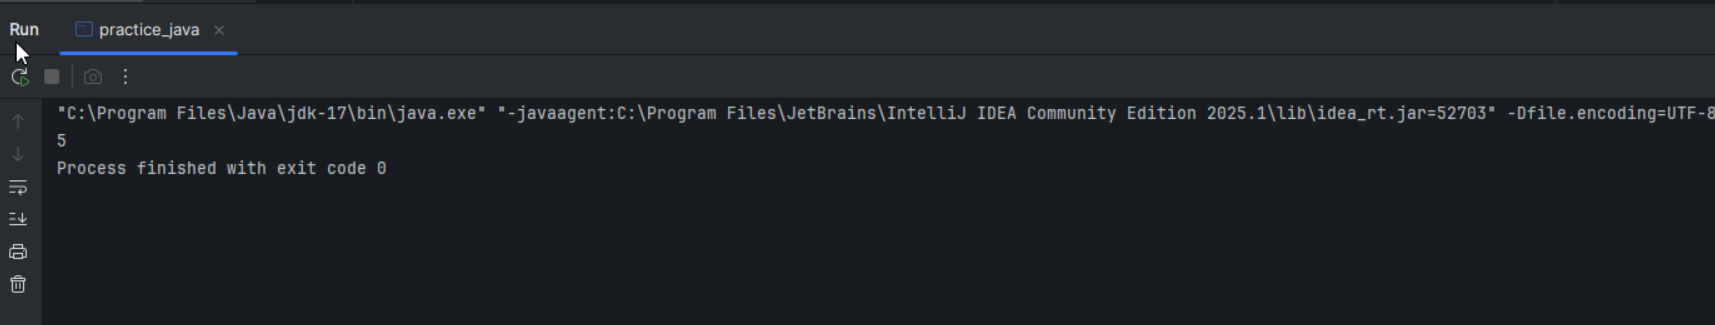 Run practice_java
"C:\Program Files\Java\jdk-17\bin\java.exe" "-javaagent:C:\Program Files\JetBrains\IntelliJ IDEA Community Edition 2025.1\lib\idea_rt.jar=52703" -Dfile.encoding=UTF-8
5
Process finished with exit code 0